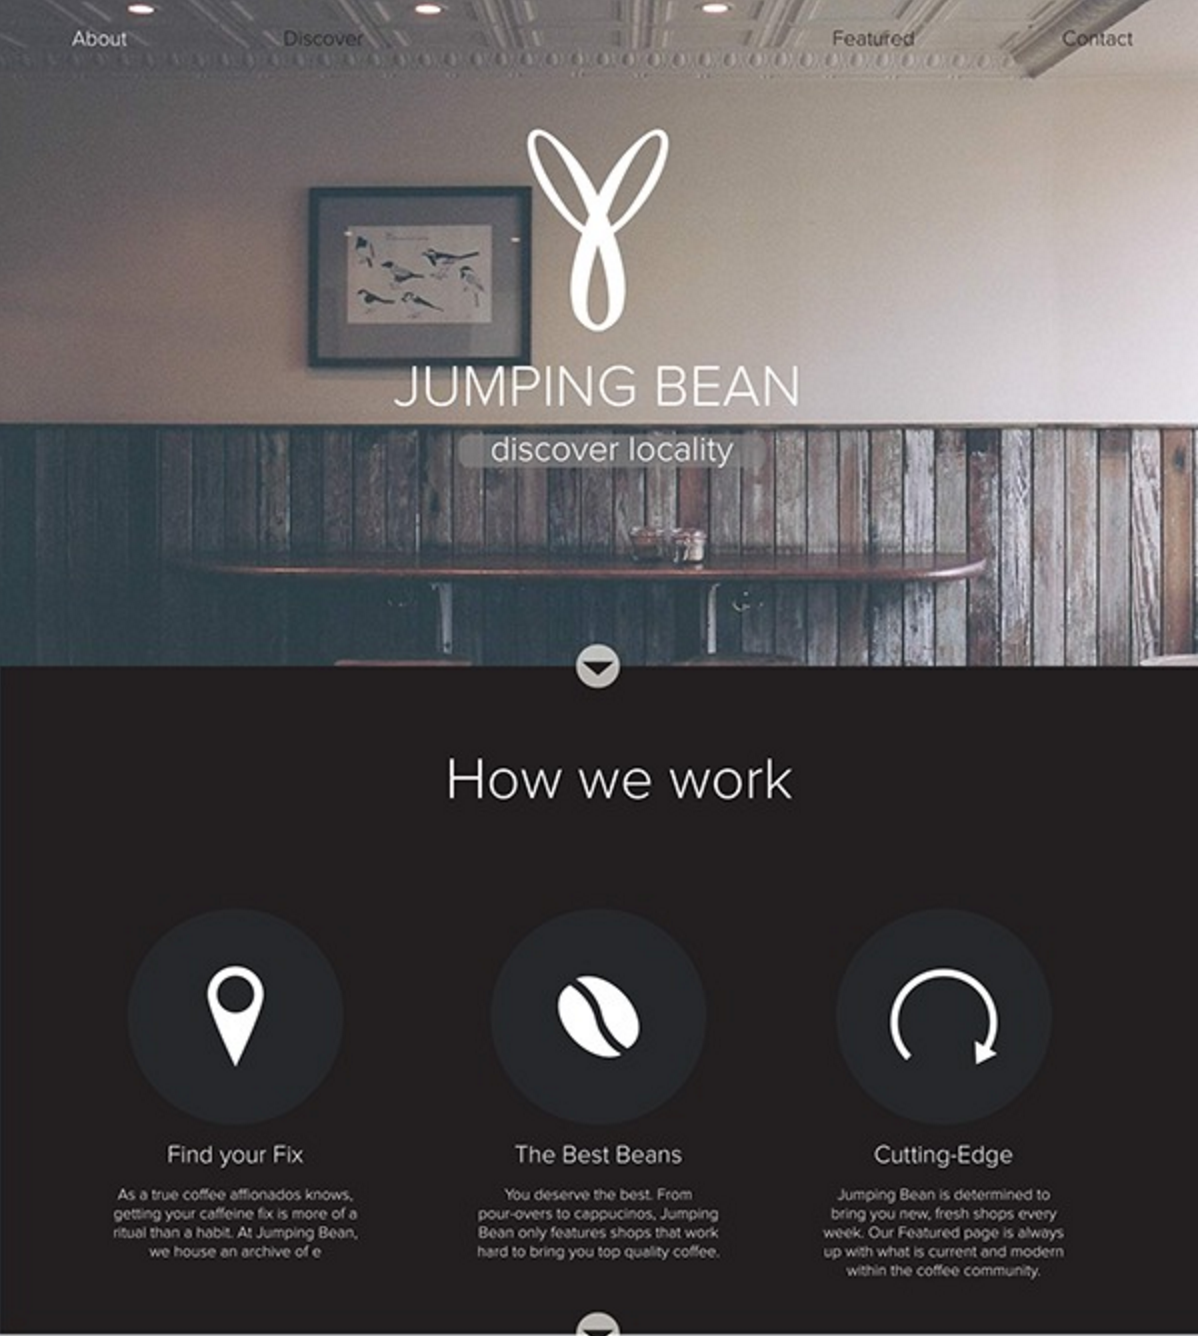 About Discover Featured Contact
JUMPING BEAN
discover locality
How we work
Find your Fix
As a true coffee affionados knows,
getting your caffeine fix is more of a
ritual than a habit. At Jumping Bean,
we house an archive of e
The Best Beans
You deserve the best. From
pour-overs to cappucinos, Jumping
Bean only features shops that work
hard to bring you top quality coffee.
Cutting-Edge
Jumping Bean is determined to
bring you new, fresh shops every
week. Our Featured page is always
up with what is current and modern
within the coffee community.